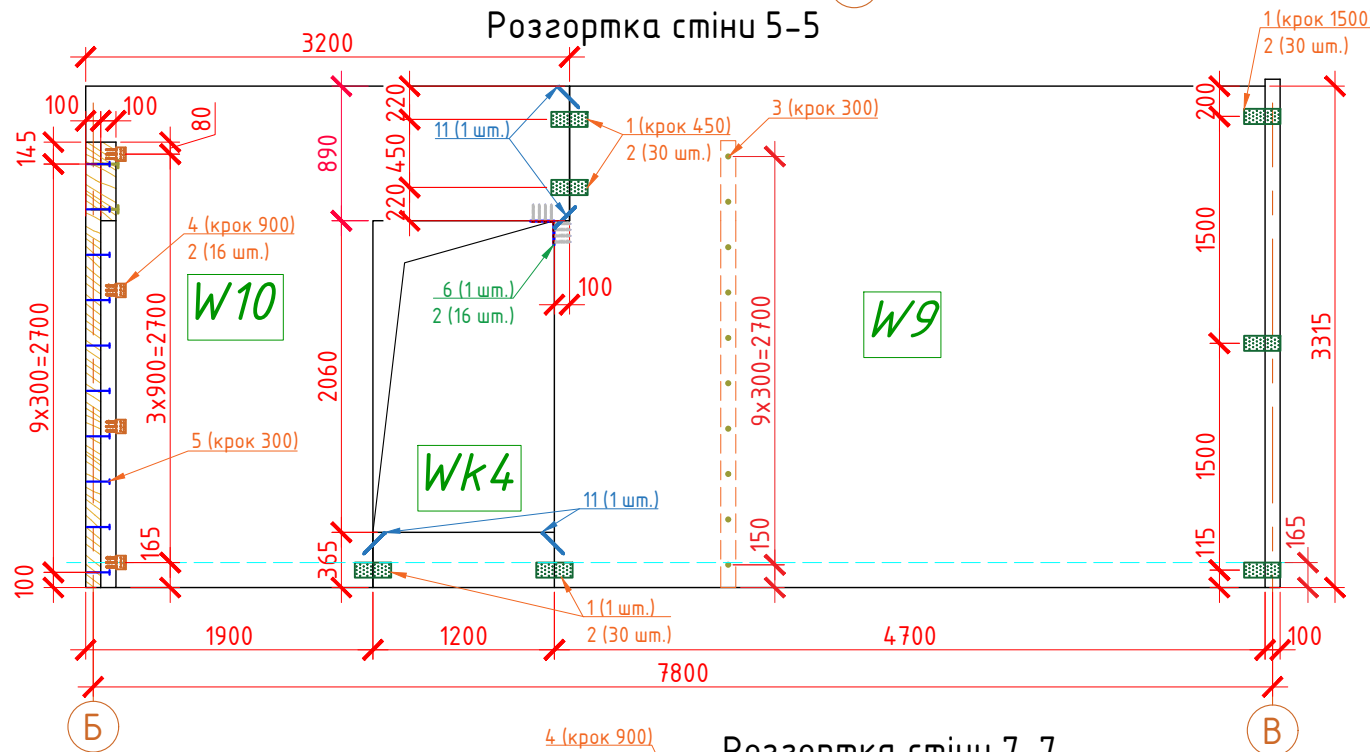 Розгортка стіни 5-5
1 (крок 1500
2 (30 шт.)
3200
100
100
80
145
890
220
450
220
11 (1 шт.)
1 (крок 450)
2 (30 шт.)
3 (крок 300)
200
4 (крок 900)
2 (16 шт.)
1500
W10
6 (1 шт.)
2 (16 шт.)
100
W9
9x300=2700
3x900=2700
2060
9x300=2700
3315
5 (крок 300)
Wk4
1500
11 (1 шт.)
165
365
150
115
165
100
1 (1 шт.)
2 (30 шт.)
1900
1200
4700
100
7800
Б
В
4 (крок 900)
Розгортка стіни 7-7